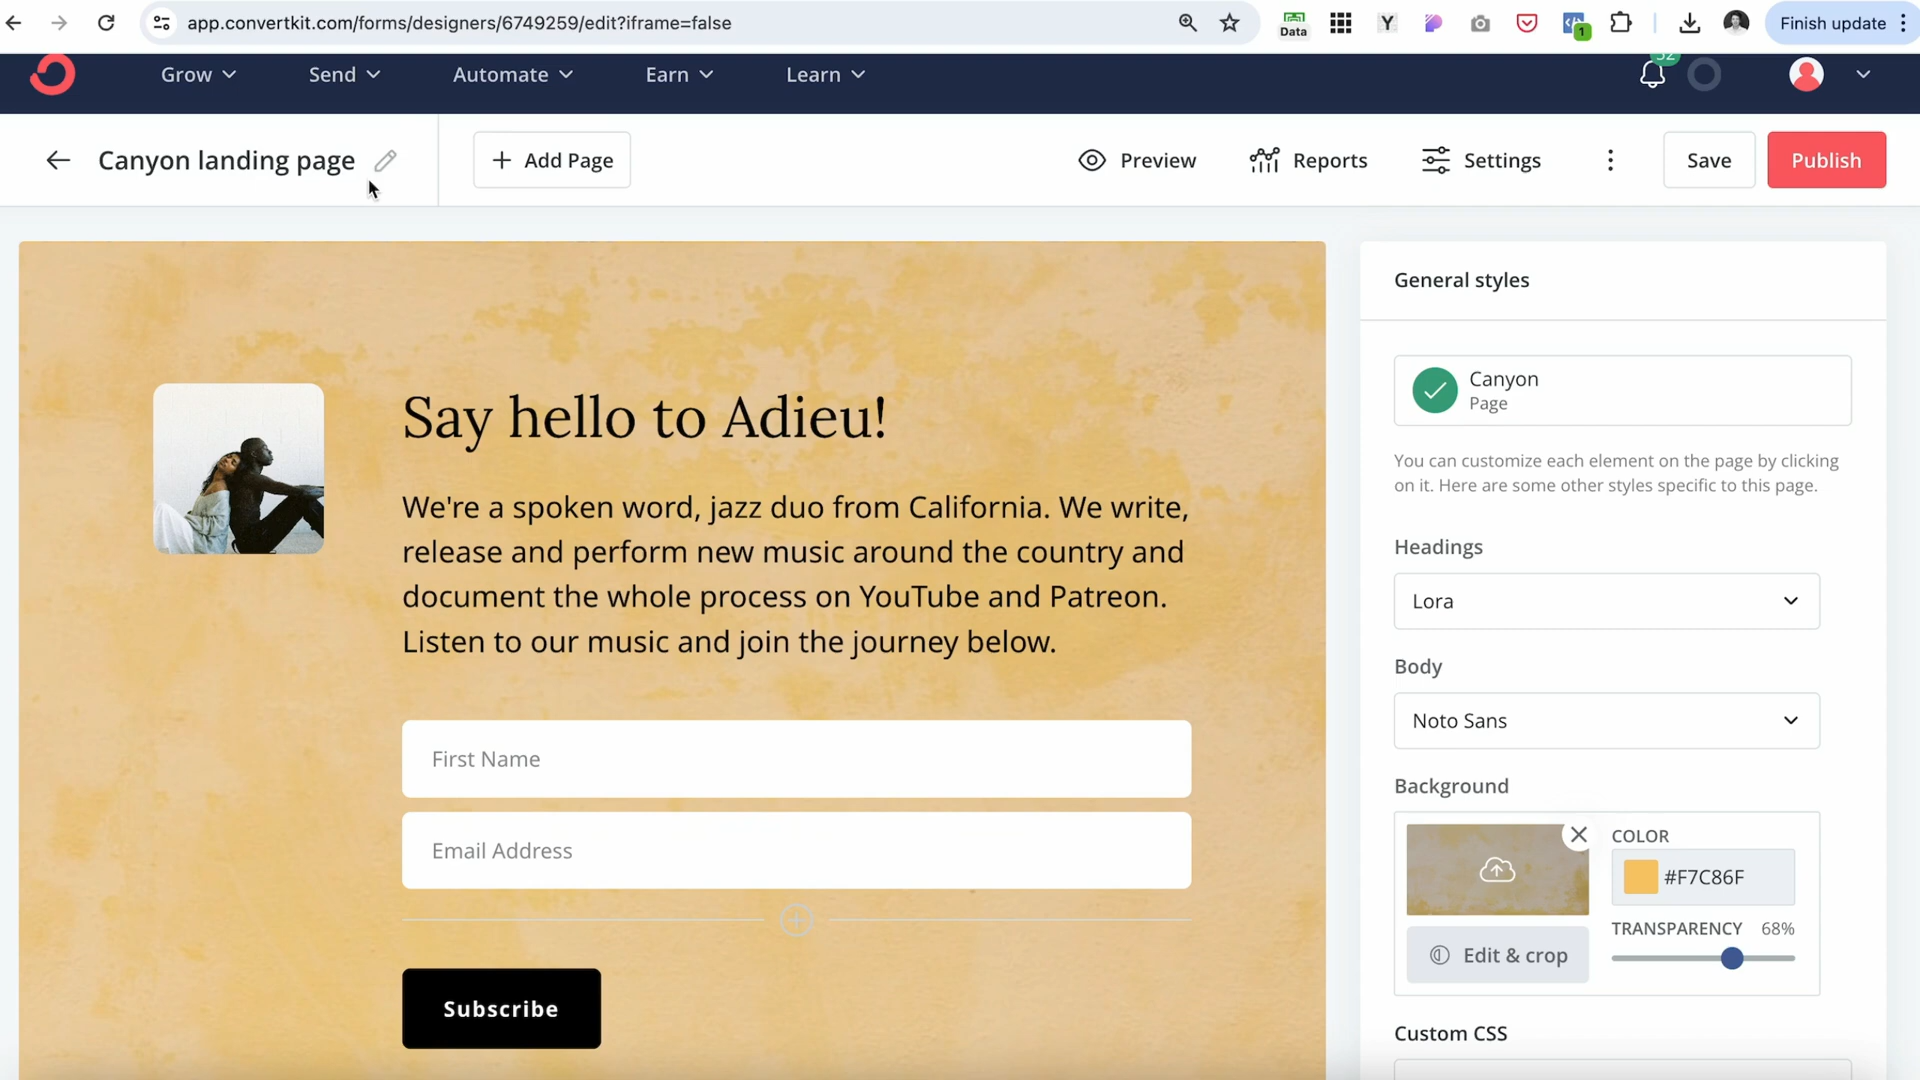 app.convertkit.com/forms/designers/6749259/edit?iframe=false
Data
Y
1
Finish update
Grow
Send
Automate
Earn
Learn
Canyon landing page
Add Page
Preview
Reports
Settings
Save
Publish
General styles
Canyon
Page
You can customize each element on the page by clicking
on it. Here are some other styles specific to this page.
Headings
Lora
Body
Noto Sans
Background
COLOR
#F7C86F
TRANSPARENCY 68%
Edit & crop
Custom CSS
Say hello to Adieu!
We're a spoken word, jazz duo from California. We write,
release and perform new music around the country and
document the whole process on YouTube and Patreon.
Listen to our music and join the journey below.
First Name
Email Address
Subscribe